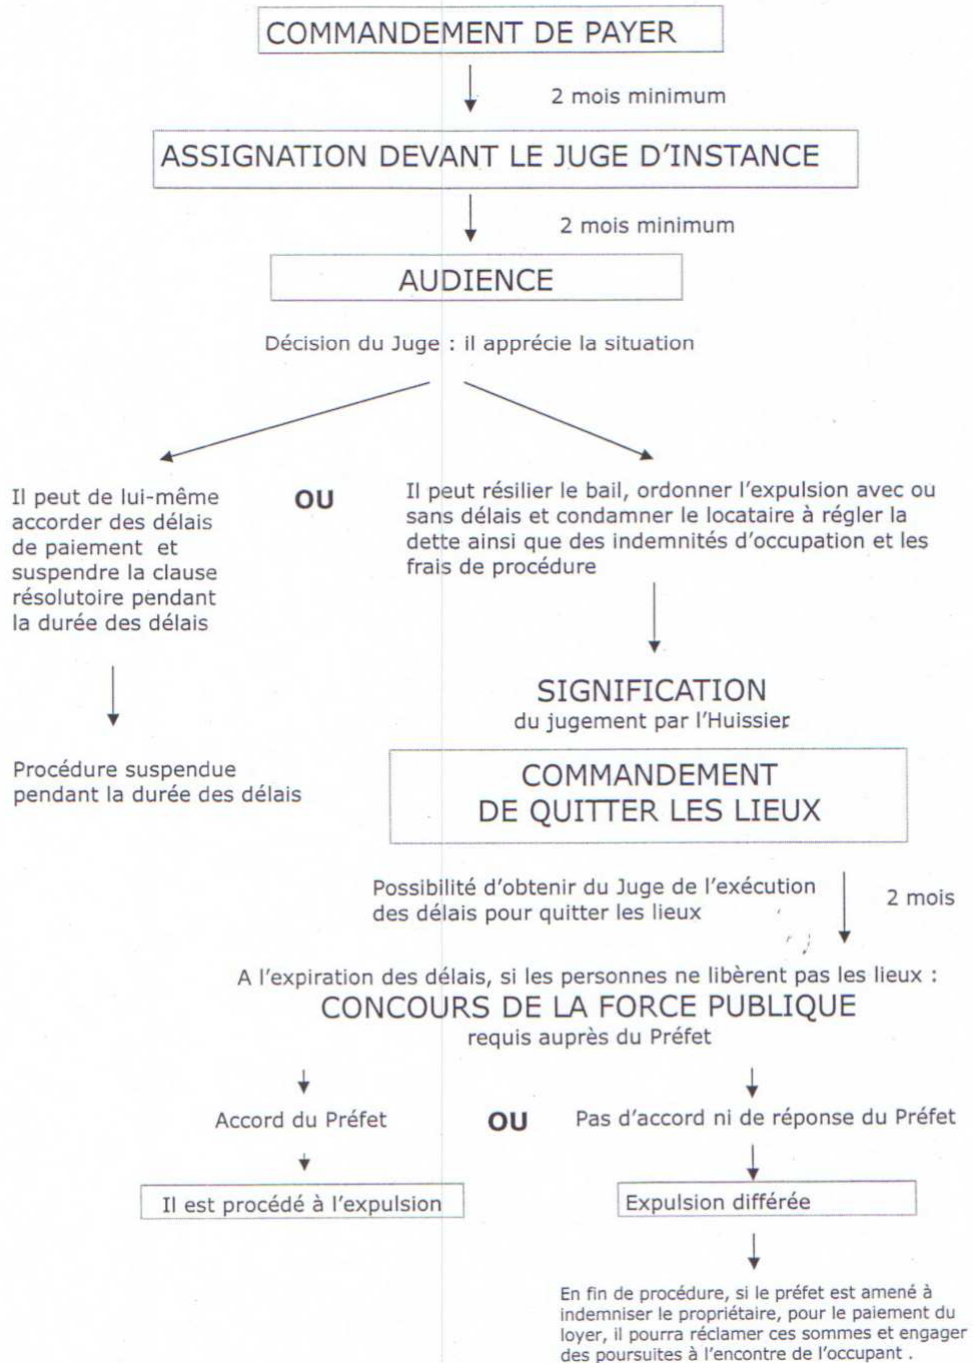 COMMANDEMENT DE PAYER
2 mois minimum
ASSIGNATION DEVANT LE JUGE D'INSTANCE
2 mois minimum
AUDIENCE
Décision du Juge : il apprécie la situation
Il peut de lui-même
accorder des délais
de paiement et
suspendre la clause
résolutoire pendant
la durée des délais
OU
Il peut résilier le bail, ordonner l'expulsion avec ou
sans délais et condamner le locataire à régler la
dette ainsi que des indemnités d'occupation et les
frais de procédure
Procédure suspendue
pendant la durée des délais
SIGNIFICATION
du jugement par l'Huissier
COMMANDEMENT
DE QUITTER LES LIEUX
Possibilité d'obtenir du Juge de l'exécution
des délais pour quitter les lieux
2 mois
A l'expiration des délais, si les personnes ne libèrent pas les lieux :
CONCOURS DE LA FORCE PUBLIQUE
requis auprès du Préfet
Accord du Préfet
OU
Pas d'accord ni de réponse du Préfet
Il est procédé à l'expulsion
Expulsion différée
En fin de procédure, si le préfet est amené à
indemniser le propriétaire, pour le paiement du
loyer, il pourra réclamer ces sommes et engager
des poursuites à l'encontre de l'occupant .